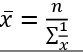 x̄ = n / Σ 1/x